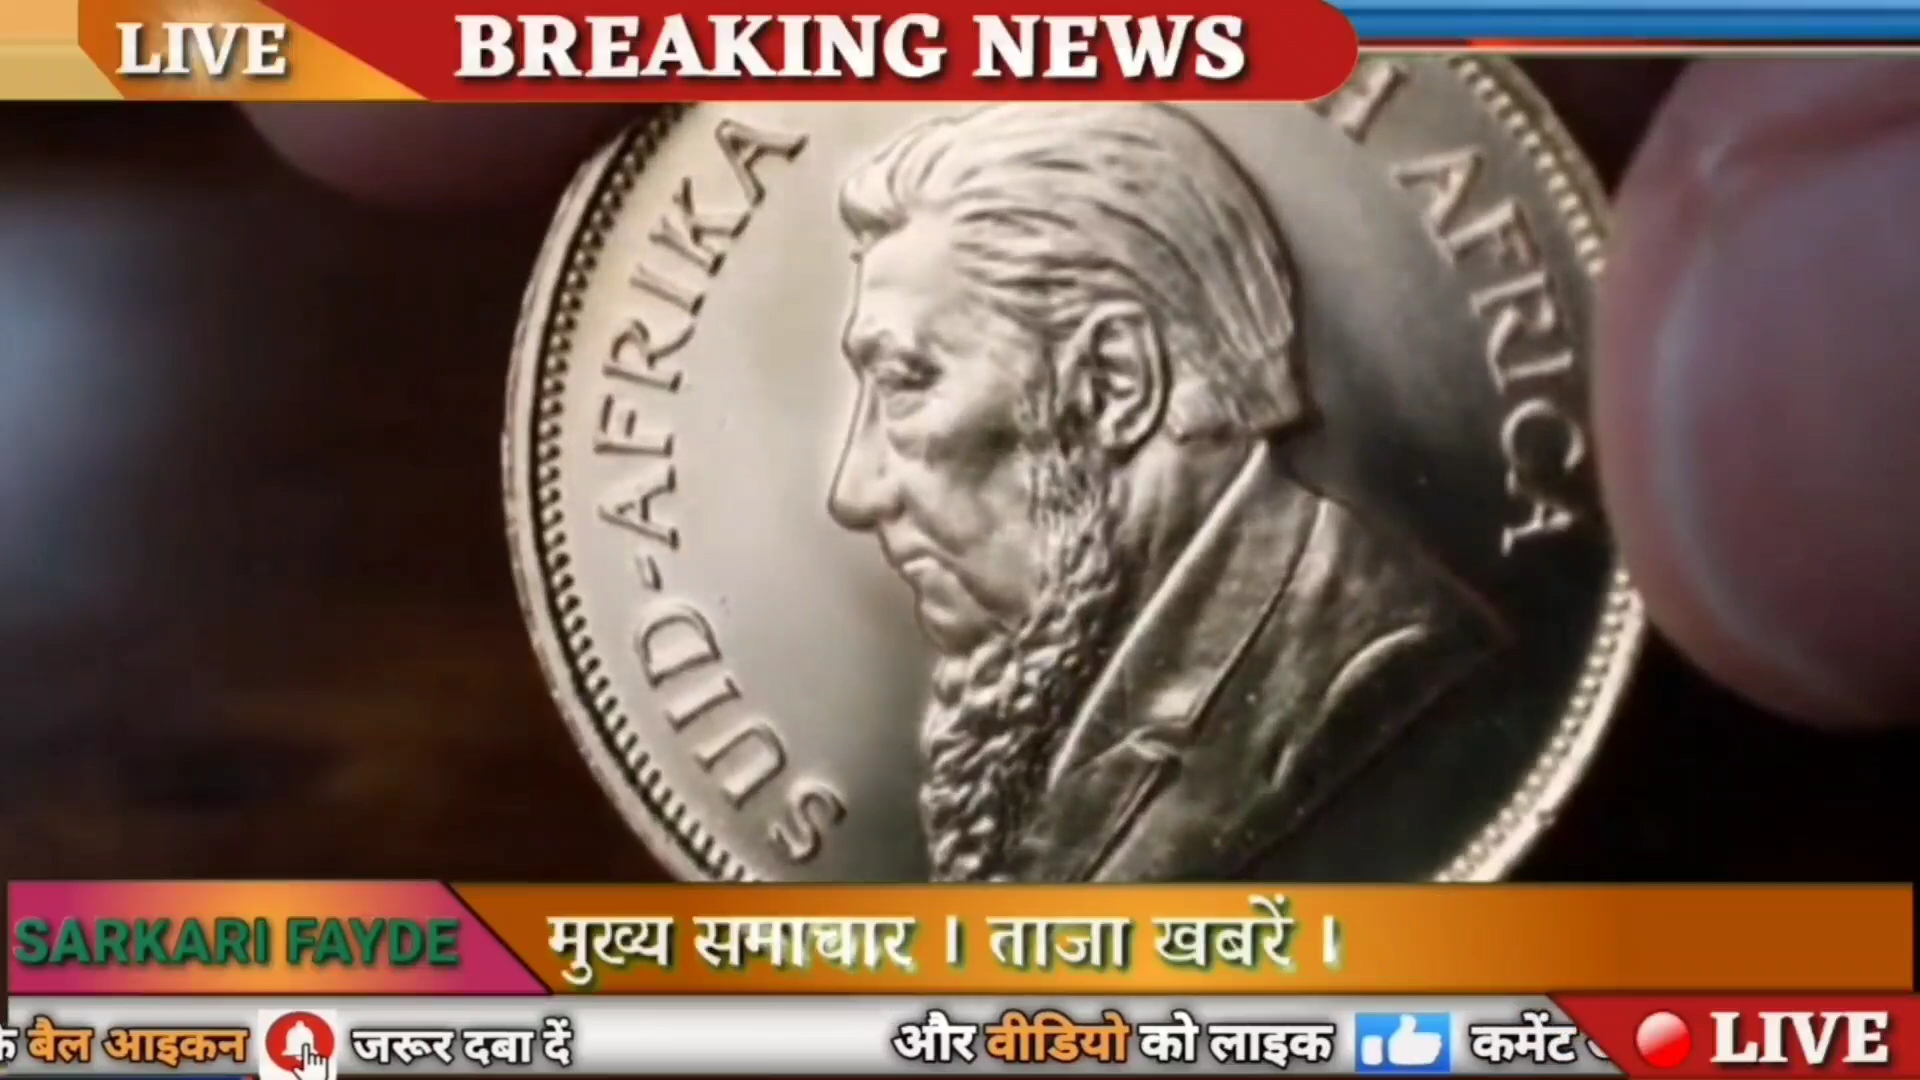 LIVE
BREAKING NEWS
SUID-AFRIKA
AFRICA
SARKARI FAYDE
मुख्य समाचार । ताजा खबरें ।
बैल आइकन जरूर दबा दें
और वीडियो को लाइक कमेंट
LIVE